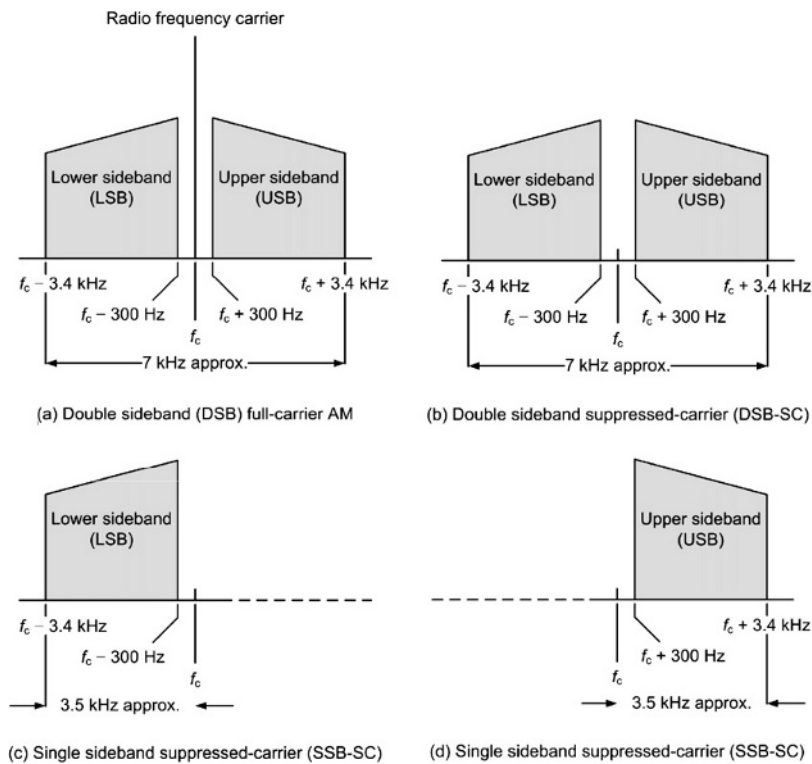 Radio frequency carrier
Lower sideband
(LSB)
Upper sideband
(USB)
fc – 3.4 kHz
fc + 3.4 kHz
fc – 300 Hz
fc + 300 Hz
fc
7 kHz approx.
(a) Double sideband (DSB) full-carrier AM
Lower sideband
(LSB)
Upper sideband
(USB)
fc – 3.4 kHz
fc + 3.4 kHz
fc – 300 Hz
fc + 300 Hz
fc
7 kHz approx.
(b) Double sideband suppressed-carrier (DSB-SC)
Lower sideband
(LSB)
fc – 3.4 kHz
fc – 300 Hz
fc
3.5 kHz approx.
(c) Single sideband suppressed-carrier (SSB-SC)
Upper sideband
(USB)
fc + 3.4 kHz
fc + 300 Hz
fc
3.5 kHz approx.
(d) Single sideband suppressed-carrier (SSB-SC)